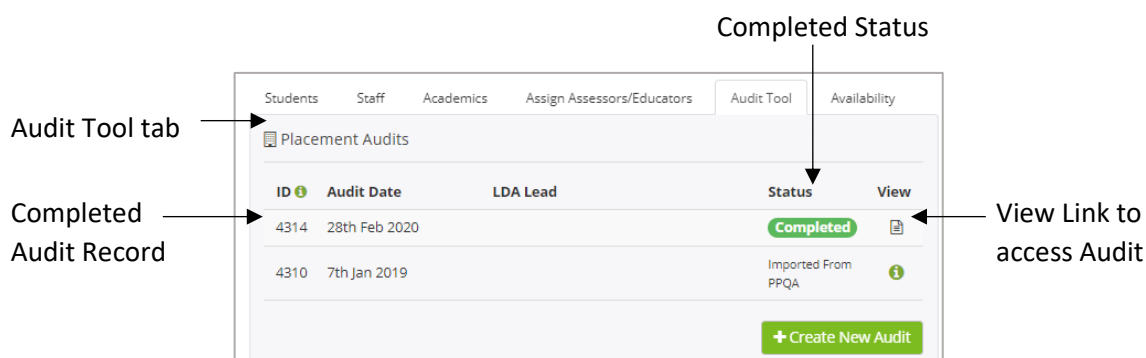 Completed Status
Students Staff Academics Assign Assessors/Educators Audit Tool Availability
Audit Tool tab
Placement Audits
ID Audit Date LDA Lead Status View
Completed
Audit Record
4314 28th Feb 2020 Completed
View Link to
access Audit
4310 7th Jan 2019 Imported From
PPQA
+ Create New Audit